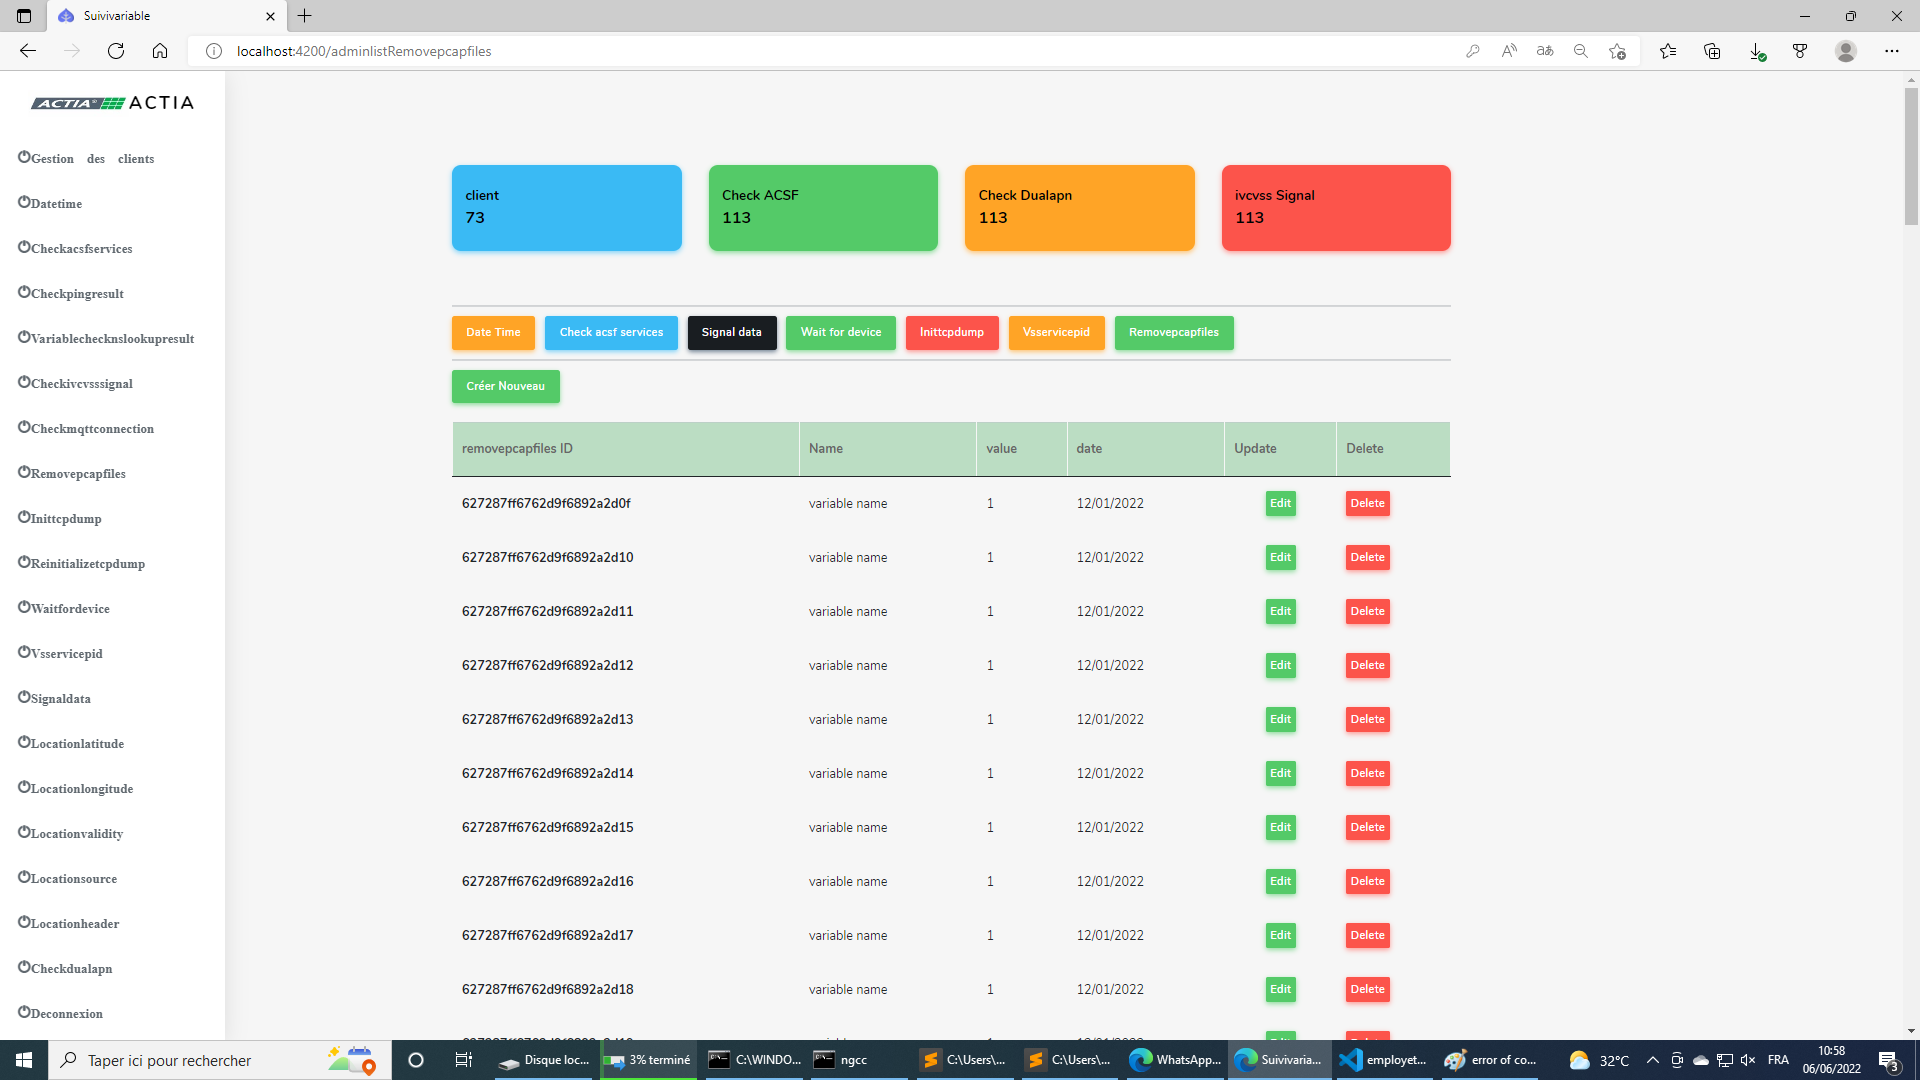 Suivivariable
localhost:4200/adminlistRemovepcapfiles
ACTIA ACTIA
Gestion des clients
Datetime
Checkacsfservices
Checkpingresult
Variablechecknslookupresult
Checkivcvsssignal
Checkmqttconnection
Removepcapfiles
Inittcpdump
Reinitializetcpdump
Waitfordevice
Vsservicepid
Signaldata
Locationlatitude
Locationlongitude
Locationvalidity
Locationsource
Locationheader
Checkdualapn
Deconnexion
client
73
Check ACSF
113
Check Dualapn
113
ivcvss Signal
113
Date Time Check acsf services Signal data Wait for device Inittcpdump Vsservicepid Removepcapfiles
Créer Nouveau
removepcapfiles ID Name value date Update Delete
627287ff6762d9f6892a2d0f variable name 1 12/01/2022 Edit Delete
627287ff6762d9f6892a2d10 variable name 1 12/01/2022 Edit Delete
627287ff6762d9f6892a2d11 variable name 1 12/01/2022 Edit Delete
627287ff6762d9f6892a2d12 variable name 1 12/01/2022 Edit Delete
627287ff6762d9f6892a2d13 variable name 1 12/01/2022 Edit Delete
627287ff6762d9f6892a2d14 variable name 1 12/01/2022 Edit Delete
627287ff6762d9f6892a2d15 variable name 1 12/01/2022 Edit Delete
627287ff6762d9f6892a2d16 variable name 1 12/01/2022 Edit Delete
627287ff6762d9f6892a2d17 variable name 1 12/01/2022 Edit Delete
627287ff6762d9f6892a2d18 variable name 1 12/01/2022 Edit Delete
Taper ici pour rechercher Disque loc... 3% terminé C:\WINDO... ngcc C:\Users\... C:\Users\... WhatsApp... Suivivaria... employet... error of co... 32°C FRA 10:58
06/06/2022 3